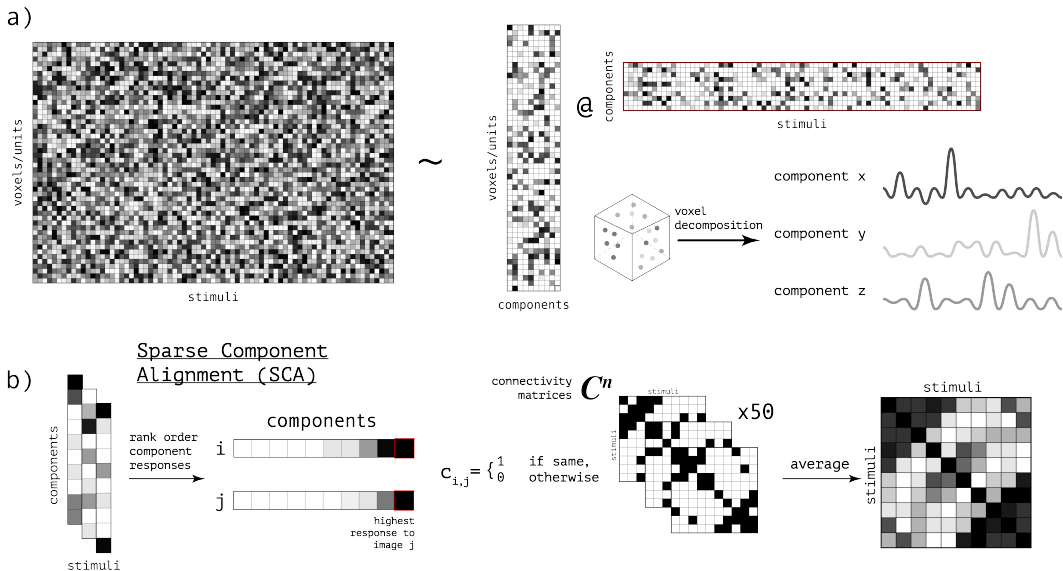 a)
voxels/units
stimuli
~
voxels/units
components
@
components
stimuli
voxel
decomposition
component x
component y
component z
b)
Sparse Component
Alignment (SCA)
components
stimuli
rank order
component
responses
components
i
j
highest
response to
image j
c i,j = { 1 if same,
0 otherwise
connectivity
matrices
Cⁿ
stimuli
stimuli
x50
average
stimuli
stimuli